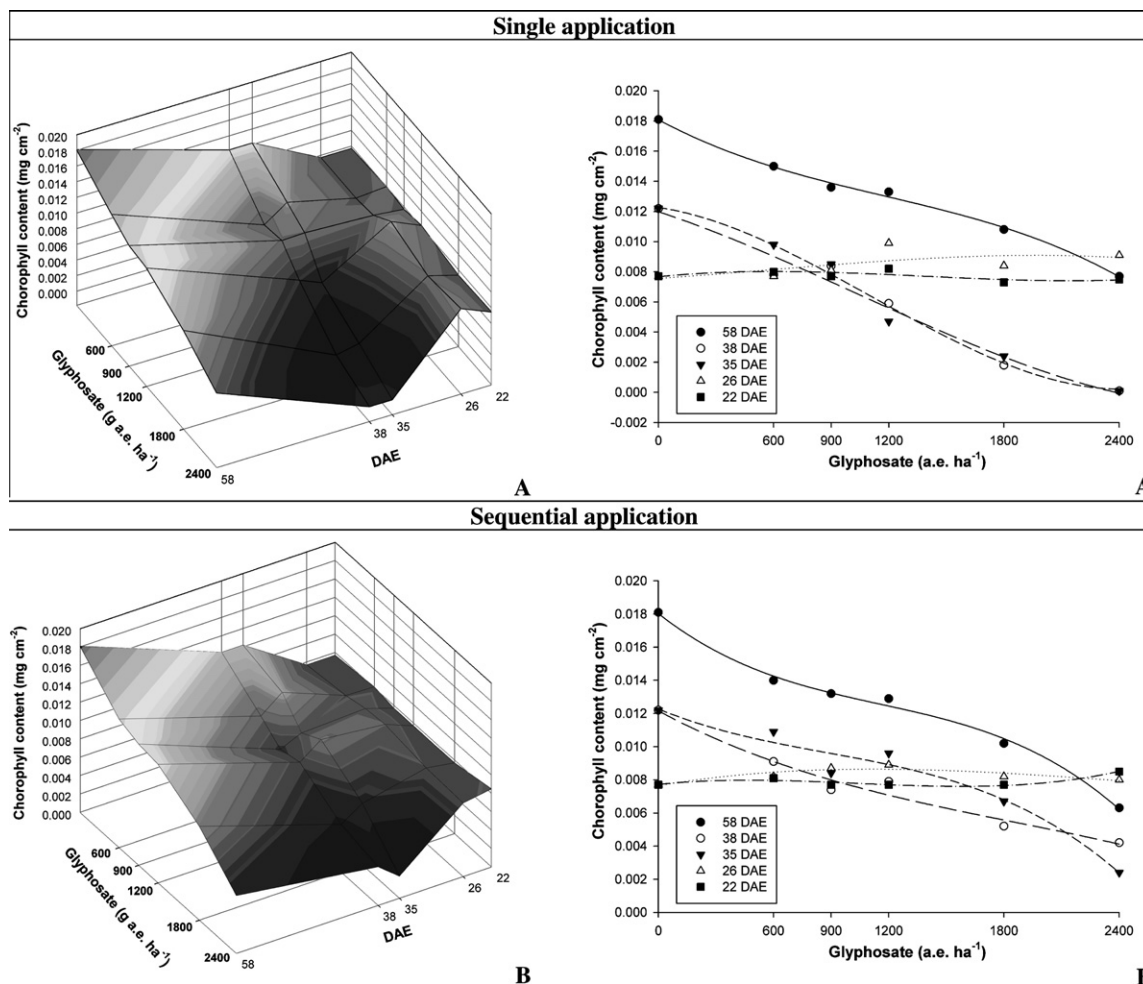 Single application
Chorophyll content (mg cm⁻²)
0.020
0.018
0.016
0.014
0.012
0.010
0.008
0.006
0.004
0.002
0.000
600
900
1200
1800
2400
Glyphosate (g a.e. ha⁻¹)
58
38
35
26
22
DAE
A
Chorophyll content (mg cm⁻²)
0.020
0.018
0.016
0.014
0.012
0.010
0.008
0.006
0.004
0.002
0.000
-0.002
58 DAE
38 DAE
35 DAE
26 DAE
22 DAE
0 600 900 1200 1800 2400
Glyphosate (a.e. ha⁻¹)
Sequential application
Chorophyll content (mg cm⁻²)
0.020
0.018
0.016
0.014
0.012
0.010
0.008
0.006
0.004
0.002
0.000
600
900
1200
1800
2400
Glyphosate (g a.e. ha⁻¹)
58
38
35
26
22
DAE
B
Chorophyll content (mg cm⁻²)
0.020
0.018
0.016
0.014
0.012
0.010
0.008
0.006
0.004
0.002
0.000
58 DAE
38 DAE
35 DAE
26 DAE
22 DAE
0 600 900 1200 1800 2400
Glyphosate (a.e. ha⁻¹)